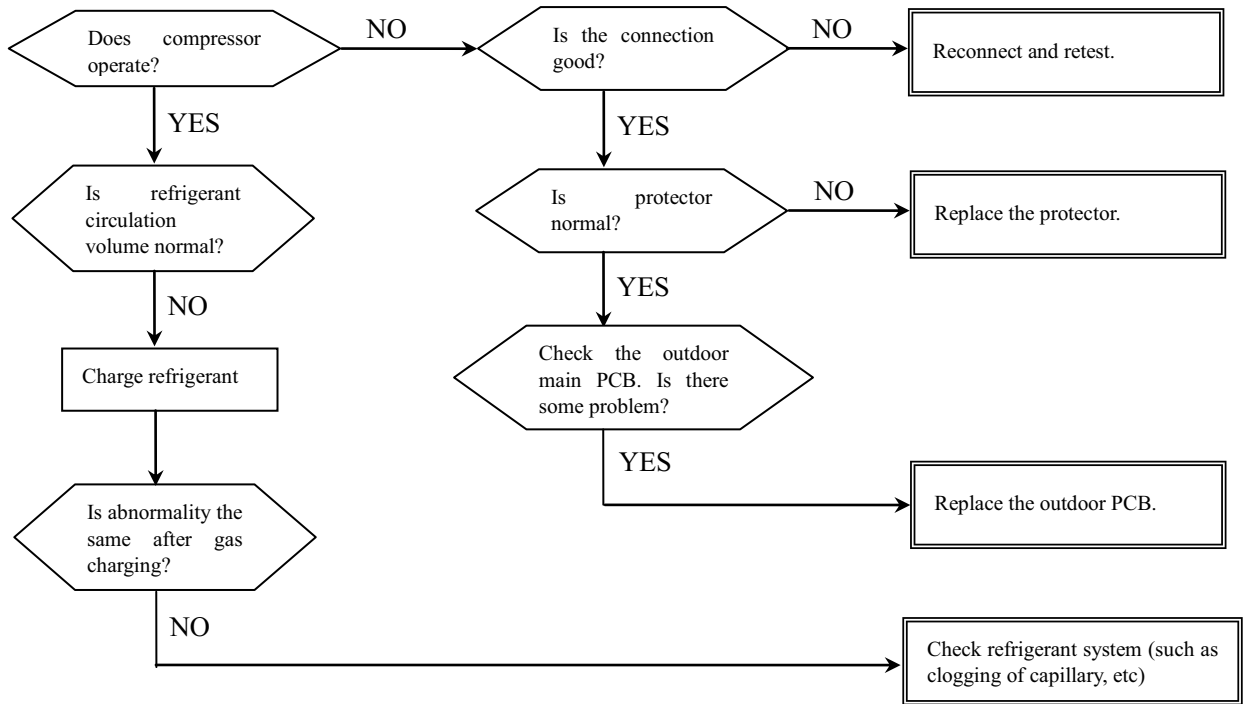 Does compressor
operate?
NO
Is the connection
good?
NO
Reconnect and retest.
YES
YES
Is refrigerant
circulation
volume normal?
Is protector
normal?
NO
Replace the protector.
NO
YES
Charge refrigerant
Check the outdoor
main PCB. Is there
some problem?
YES
Is abnormality the
same after gas
charging?
Replace the outdoor PCB.
NO
Check refrigerant system (such as
clogging of capillary, etc)